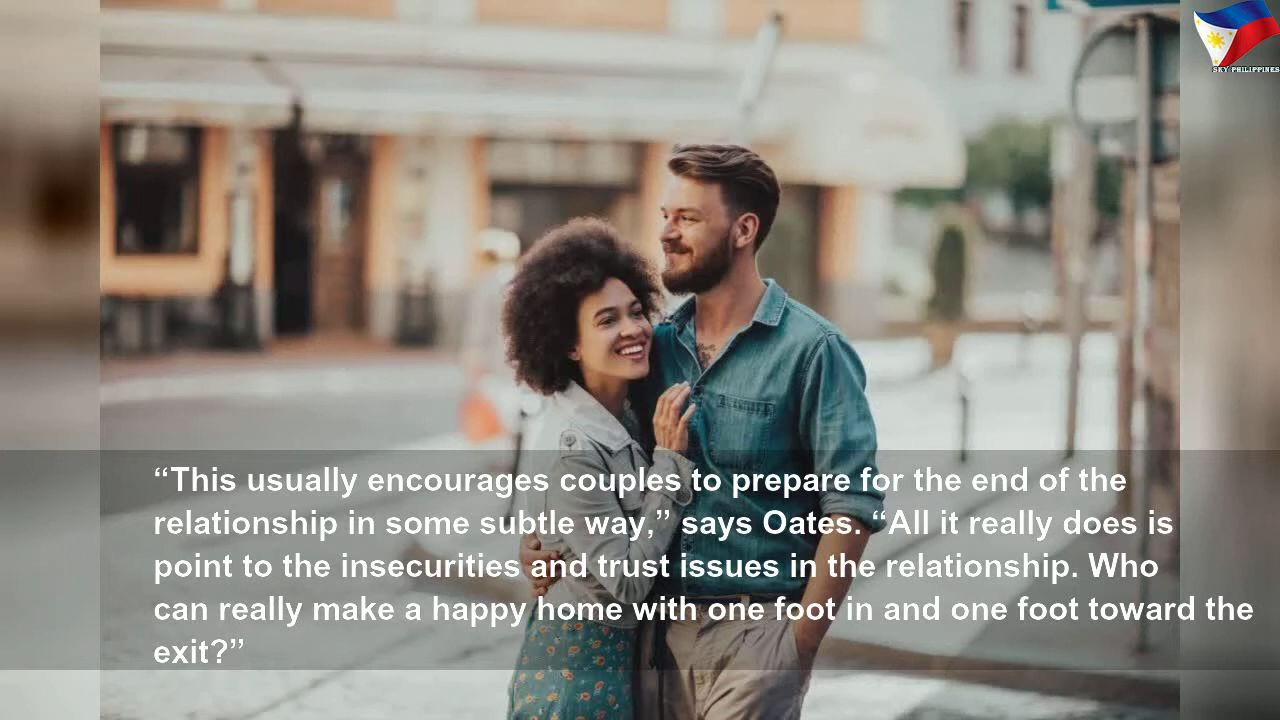 SKY PHILIPPINES
“This usually encourages couples to prepare for the end of the
relationship in some subtle way,” says Oates. “All it really does is
point to the insecurities and trust issues in the relationship. Who
can really make a happy home with one foot in and one foot toward the
exit?”